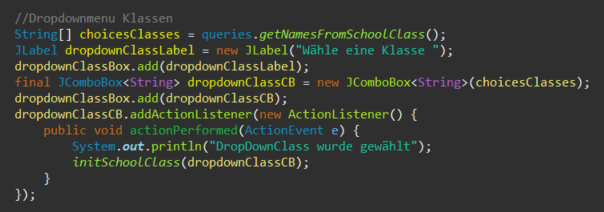 //Dropdownmenu Klassen
String[] choicesClasses = queries.getNamesFromSchoolClass();
JLabel dropdownClassLabel = new JLabel("Wähle eine Klasse ");
dropdownClassBox.add(dropdownClassLabel);
final JComboBox<String> dropdownClassCB = new JComboBox<String>(choicesClasses);
dropdownClassBox.add(dropdownClassCB);
dropdownClassCB.addActionListener(new ActionListener() {
    public void actionPerformed(ActionEvent e) {
        System.out.println("DropDownClass wurde gewählt");
        initSchoolClass(dropdownClassCB);
    }
});